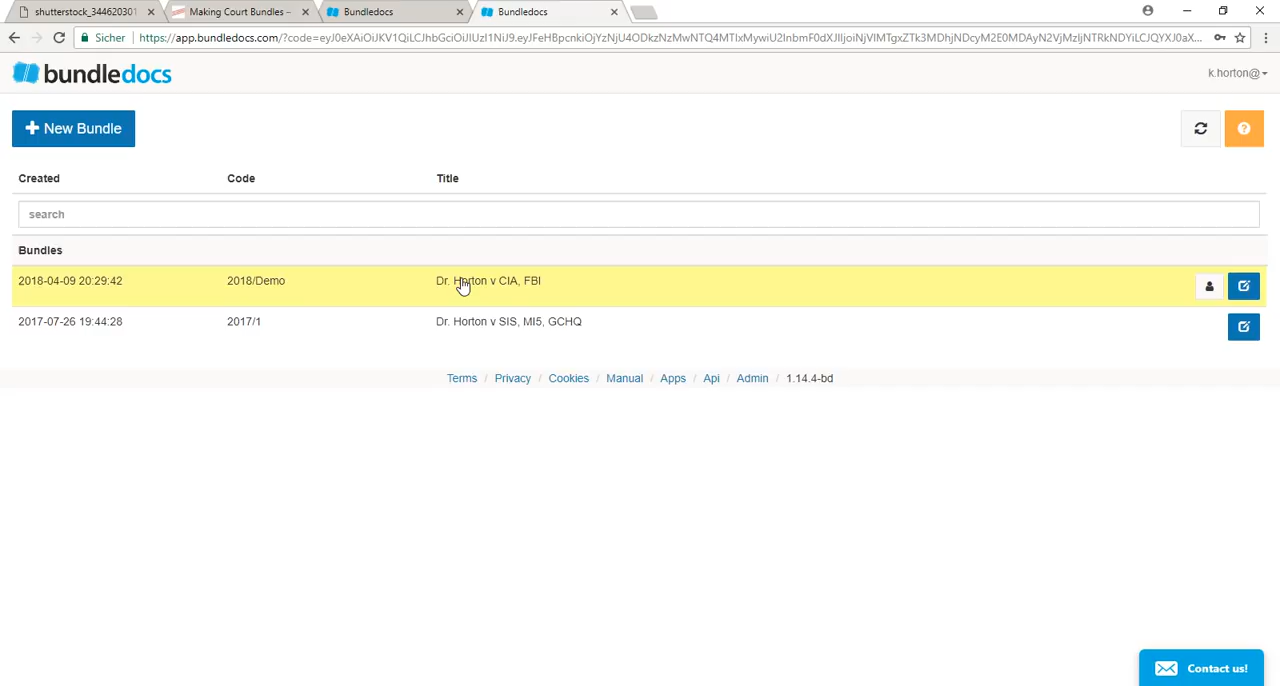 shutterstock_344620301
Making Court Bundles –
Bundledocs
Bundledocs
Sicher
https://app.bundledocs.com/?code=
bundledocs
k.horton@
New Bundle
Created Code Title
search
Bundles
2018-04-09 20:29:42 2018/Demo Dr. Horton v CIA, FBI
2017-07-26 19:44:28 2017/1 Dr. Horton v SIS, MI5, GCHQ
Terms / Privacy / Cookies / Manual / Apps / Api / Admin / 1.14.4-bd
Contact us!